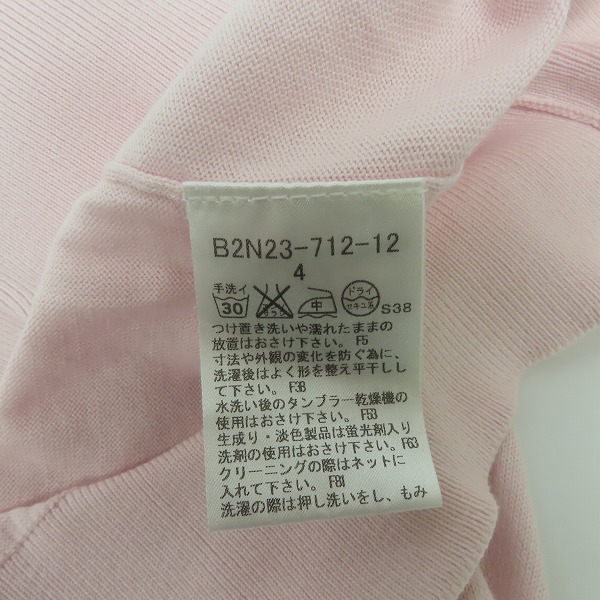 B2N23-712-12
4
手洗イ ドライ
30 中 セキユ系 S38
つけ置き洗いや濡れたままの
放置はおさけ下さい。 F5
寸法や外観の変化を防ぐ為に、
洗濯後はよく形を整え平干しし
て下さい。 F38
水洗い後のタンブラー乾燥機の
使用はおさけ下さい。 F53
生成り・淡色製品は蛍光剤入り
洗剤の使用はおさけ下さい。 F63
クリーニングの際はネットに
入れて下さい。 F81
洗濯の際は押し洗いをし、もみ